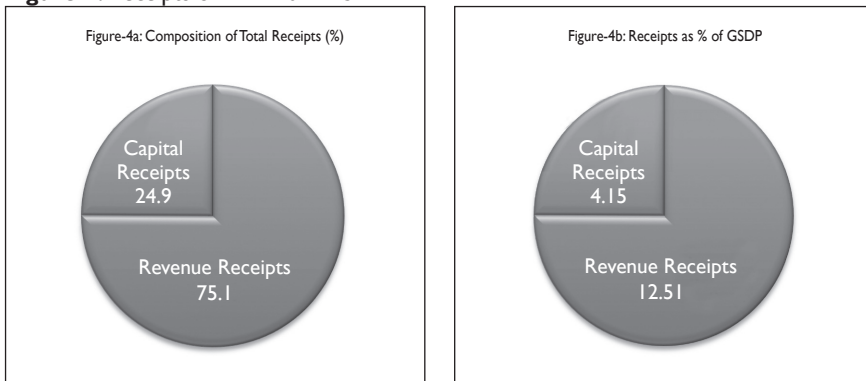 Figure-4a: Composition of Total Receipts (%)
Capital
Receipts
24.9
Revenue Receipts
75.1
Figure-4b: Receipts as % of GSDP
Capital
Receipts
4.15
Revenue Receipts
12.51